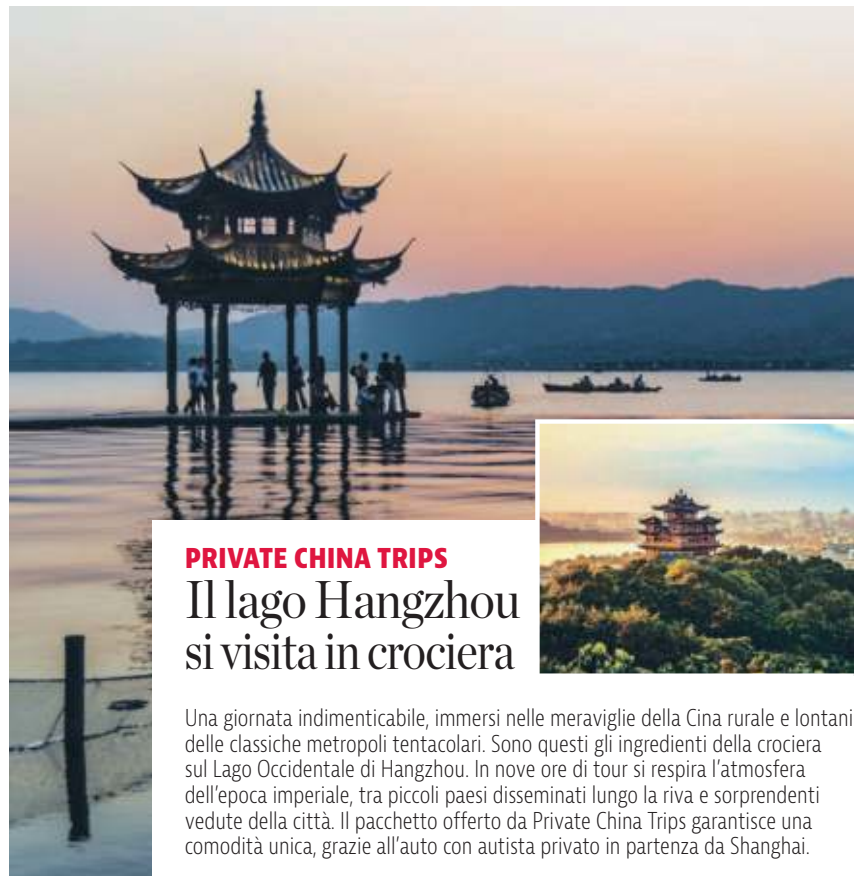 PRIVATE CHINA TRIPS
Il lago Hangzhou
si visita in crociera
Una giornata indimenticabile, immersi nelle meraviglie della Cina rurale e lontani
delle classiche metropoli tentacolari. Sono questi gli ingredienti della crociera
sul Lago Occidentale di Hangzhou. In nove ore di tour si respira l’atmosfera
dell’epoca imperiale, tra piccoli paesi disseminati lungo la riva e sorprendenti
vedute della città. Il pacchetto offerto da Private China Trips garantisce una
comodità unica, grazie all’auto con autista privato in partenza da Shanghai.